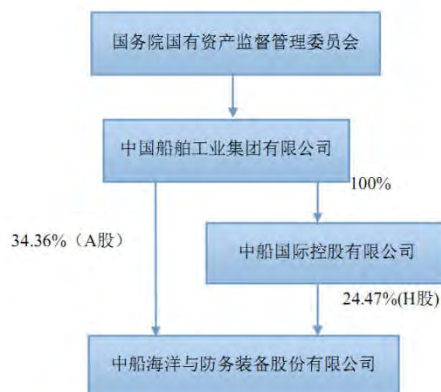 国务院国有资产监督管理委员会
中国船舶工业集团有限公司
100%
34.36%（A股）
中船国际控股有限公司
24.47%(H股)
中船海洋与防务装备股份有限公司